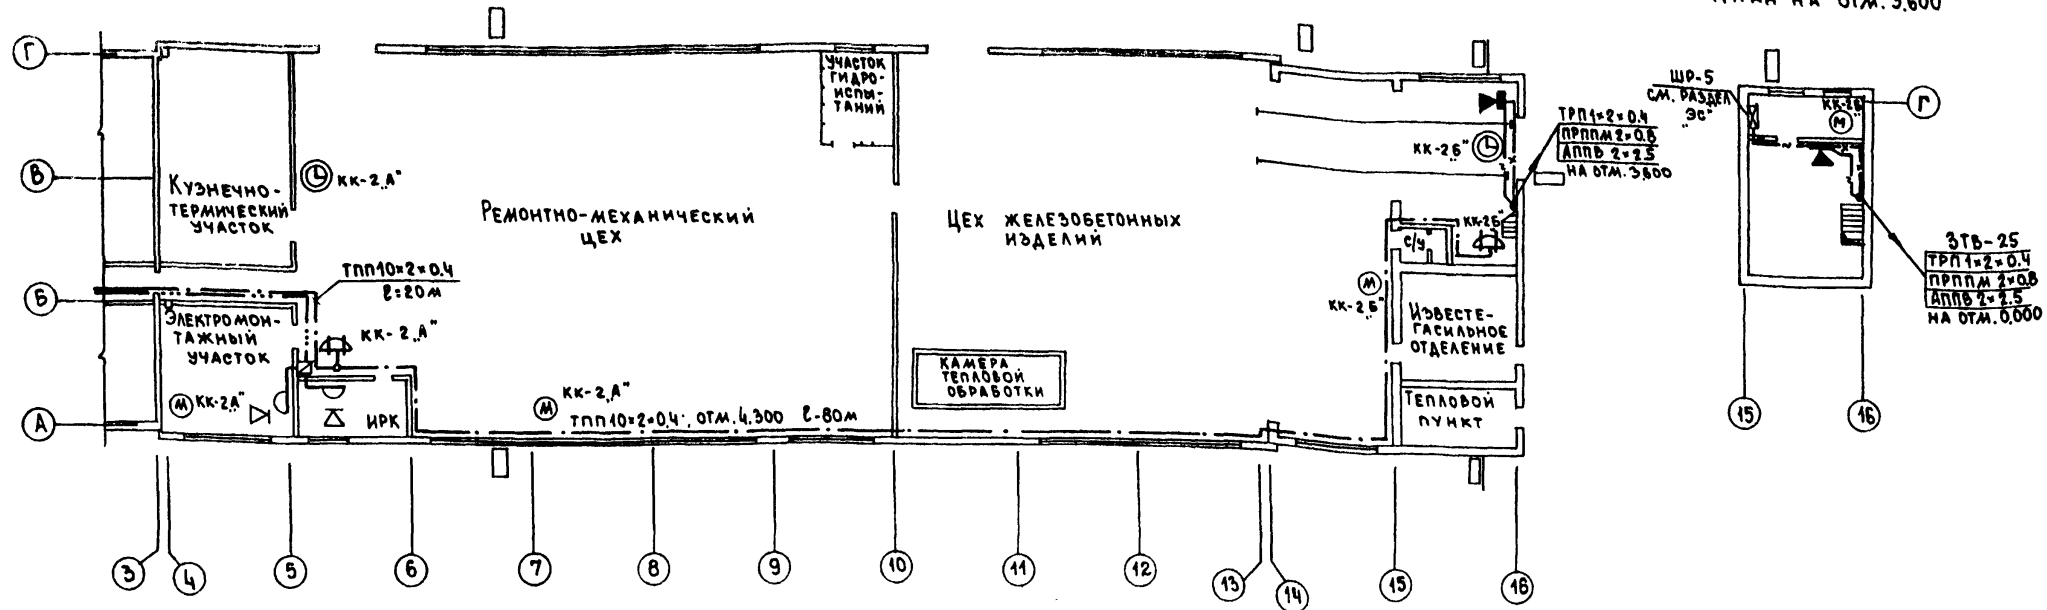 НА ОТМ. 3,600
Г
УЧАСТОК
ГИДРО-
ИСПЫ-
ТАНИЙ
ШР-5
СМ. РАЗДЕЛ
„ЭС"
КК-2Б
М
Г
ТРП1×2×0.4
ПРППМ 2×0.8
АППВ 2×2.5
НА ОТМ. 3,600
КК-2„Б"
В
КК-2„А"
КУЗНЕЧНО-
ТЕРМИЧЕСКИЙ
УЧАСТОК
РЕМОНТНО-МЕХАНИЧЕСКИЙ
ЦЕХ
ЦЕХ ЖЕЛЕЗОБЕТОННЫХ
ИЗДЕЛИЙ
КК-2Б"
С/У"
ЗТВ-25
ТРП1×2×0.4
ПРППМ 2×0.8
АППВ 2×2.5
НА ОТМ. 0,000
ТПП10×2×0.4
ℓ=20М
Б
М
КК-2„Б"
ЭЛЕКТРОМОН-
ТАЖНЫЙ
УЧАСТОК
КК-2„А"
ИЗВЕСТЕ-
ГАСИЛЬНОЕ
ОТДЕЛЕНИЕ
КАМЕРА
ТЕПЛОВОЙ
ОБРАБОТКИ
М КК-2„А"
М КК-2„А"
ТПП10×2×0.4; ОТМ. 4.300 ℓ-80М
ИРК
ТЕПЛОВОЙ
ПУНКТ
А
15 16
3 4 5 6 7 8 9 10 11 12 13 14 15 16